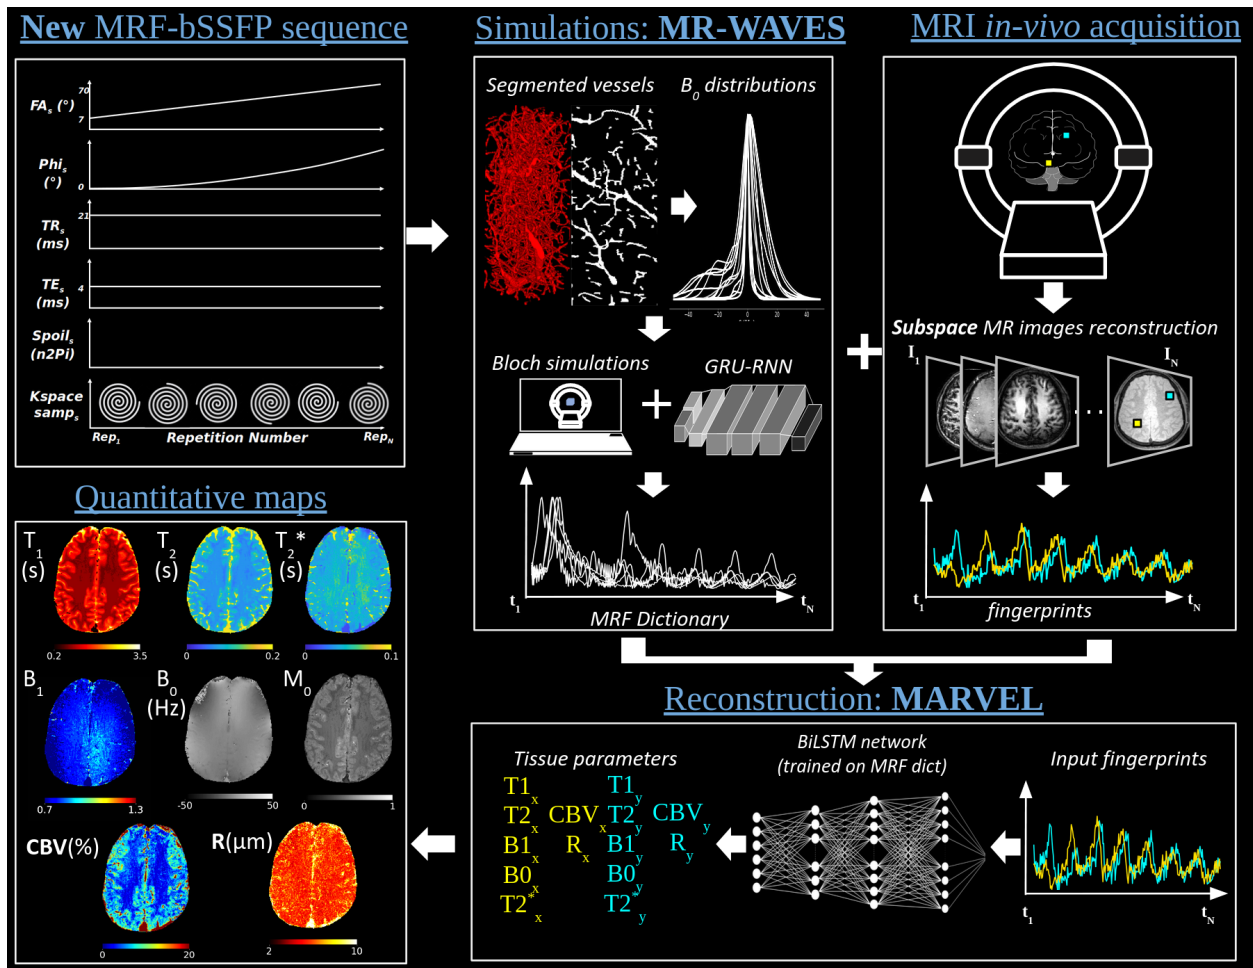 New MRF-bSSFP sequence
FAs (°)
70
7
Phis
(°)
0
TRs
(ms)
21
TEs
(ms)
4
Spoils
(n2Pi)
Kspace
samps
Rep1
Repetition Number
RepN
Simulations: MR-WAVES
Segmented vessels
B0 distributions
−40
−20
0
20
40
Bloch simulations
GRU-RNN
t1
tN
MRF Dictionary
MRI in-vivo acquisition
Subspace MR images reconstruction
I1
IN
...
t1
tN
fingerprints
Reconstruction: MARVEL
Tissue parameters
BiLSTM network
(trained on MRF dict)
Input fingerprints
T1x
T1y
T2x CBVx T2y CBVy
B1x Rx B1y Ry
B0x
B0y
T2*x
T2*y
t1
tN
Quantitative maps
T1
(s)
T2
(s)
T2*
(s)
0.2
3.5
0
0.2
0
0.1
B1
B0
(Hz)
M0
0.7
1.3
-50
50
0
1
CBV(%)
R(μm)
0
20
2
10